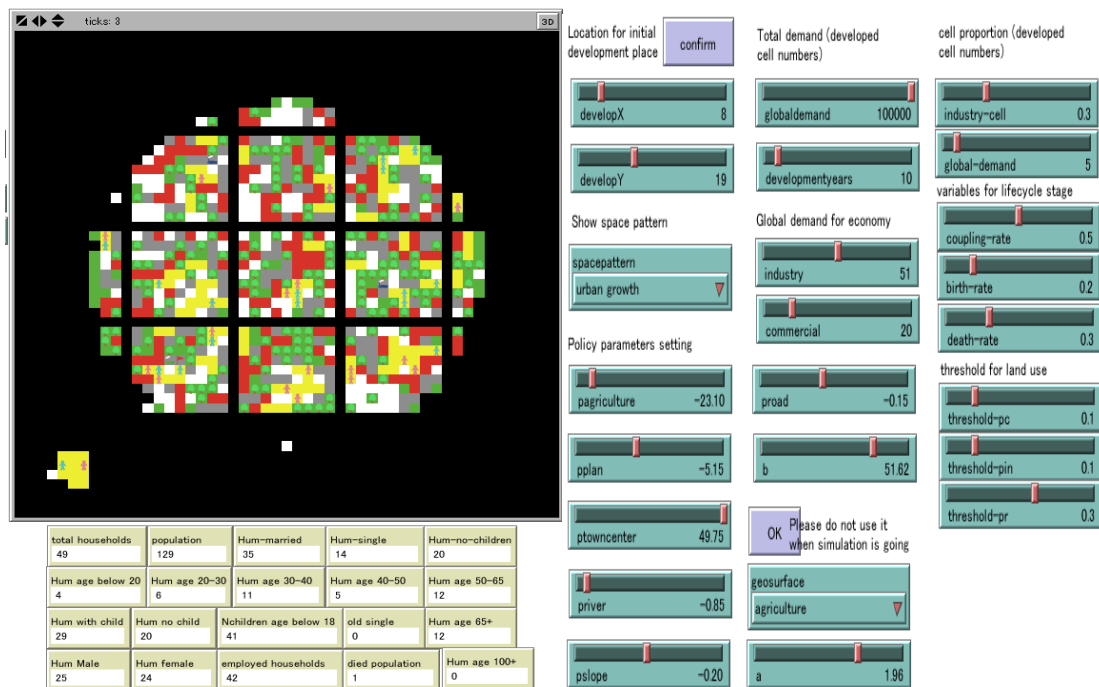 ticks: 3
3D
Location for initial
development place
confirm
Total demand (developed
cell numbers)
cell proportion (developed
cell numbers)
developX 8
globaldemand 100000
industry-cell 0.3
developY 19
developmentyears 10
global-demand 5
variables for lifecycle stage
Show space pattern
Global demand for economy
coupling-rate 0.5
spacepattern
urban growth
industry 51
birth-rate 0.2
commercial 20
death-rate 0.3
Policy parameters setting
threshold for land use
pagriculture -23.10
proad -0.15
threshold-pc 0.1
pplan -5.15
b 51.62
threshold-pin 0.1
threshold-pr 0.3
ptowncenter 49.75
OK
Please do not use it
when simulation is going
priver -0.85
geosurface
agriculture
pslope -0.20
a 1.96
total households population Hum-married Hum-single Hum-no-children
49 129 35 14 20
Hum age below 20 Hum age 20-30 Hum age 30-40 Hum age 40-50 Hum age 50-65
4 6 11 5 12
Hum with child Hum no child Nchildren age below 18 old single Hum age 65+
29 20 41 0 12
Hum Male Hum female employed households died population Hum age 100+
25 24 42 1 0